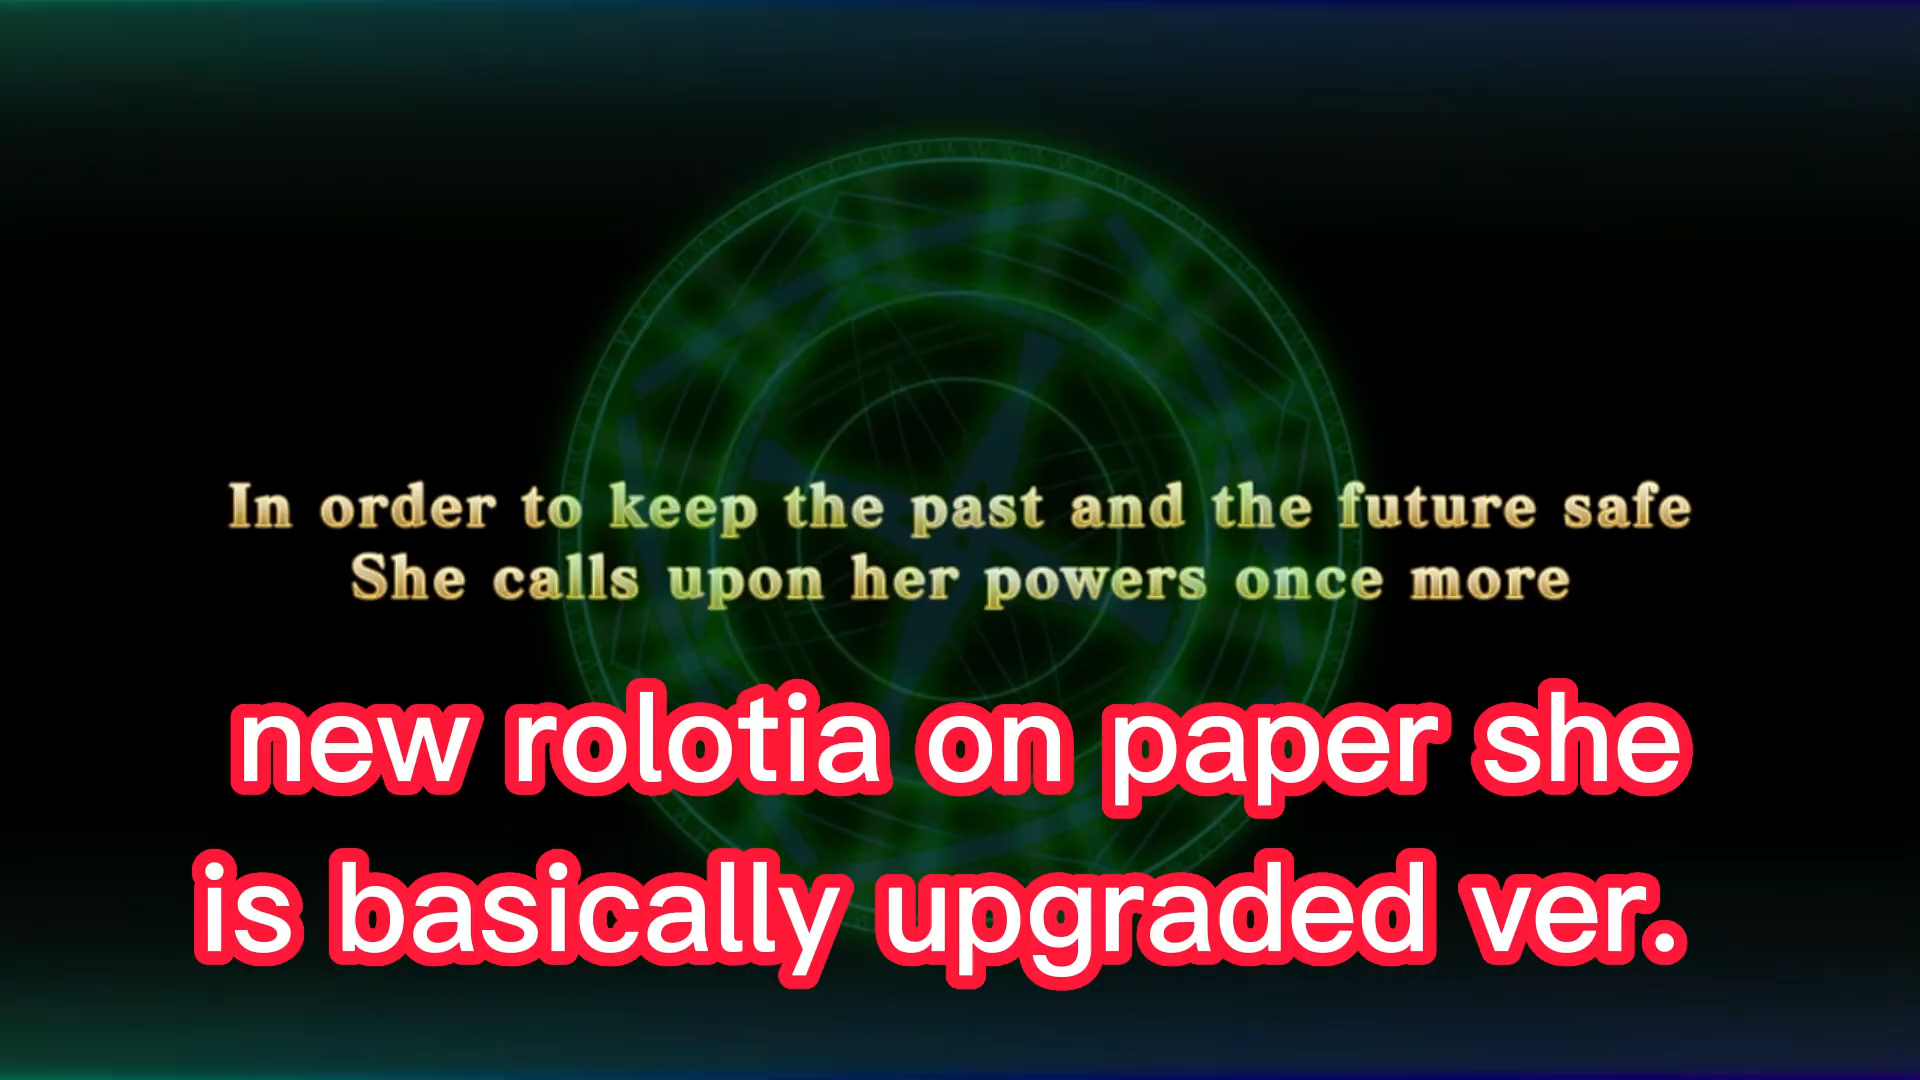 In order to keep the past and the future safe
She calls upon her powers once more
new rolotia on paper she
is basically upgraded ver.